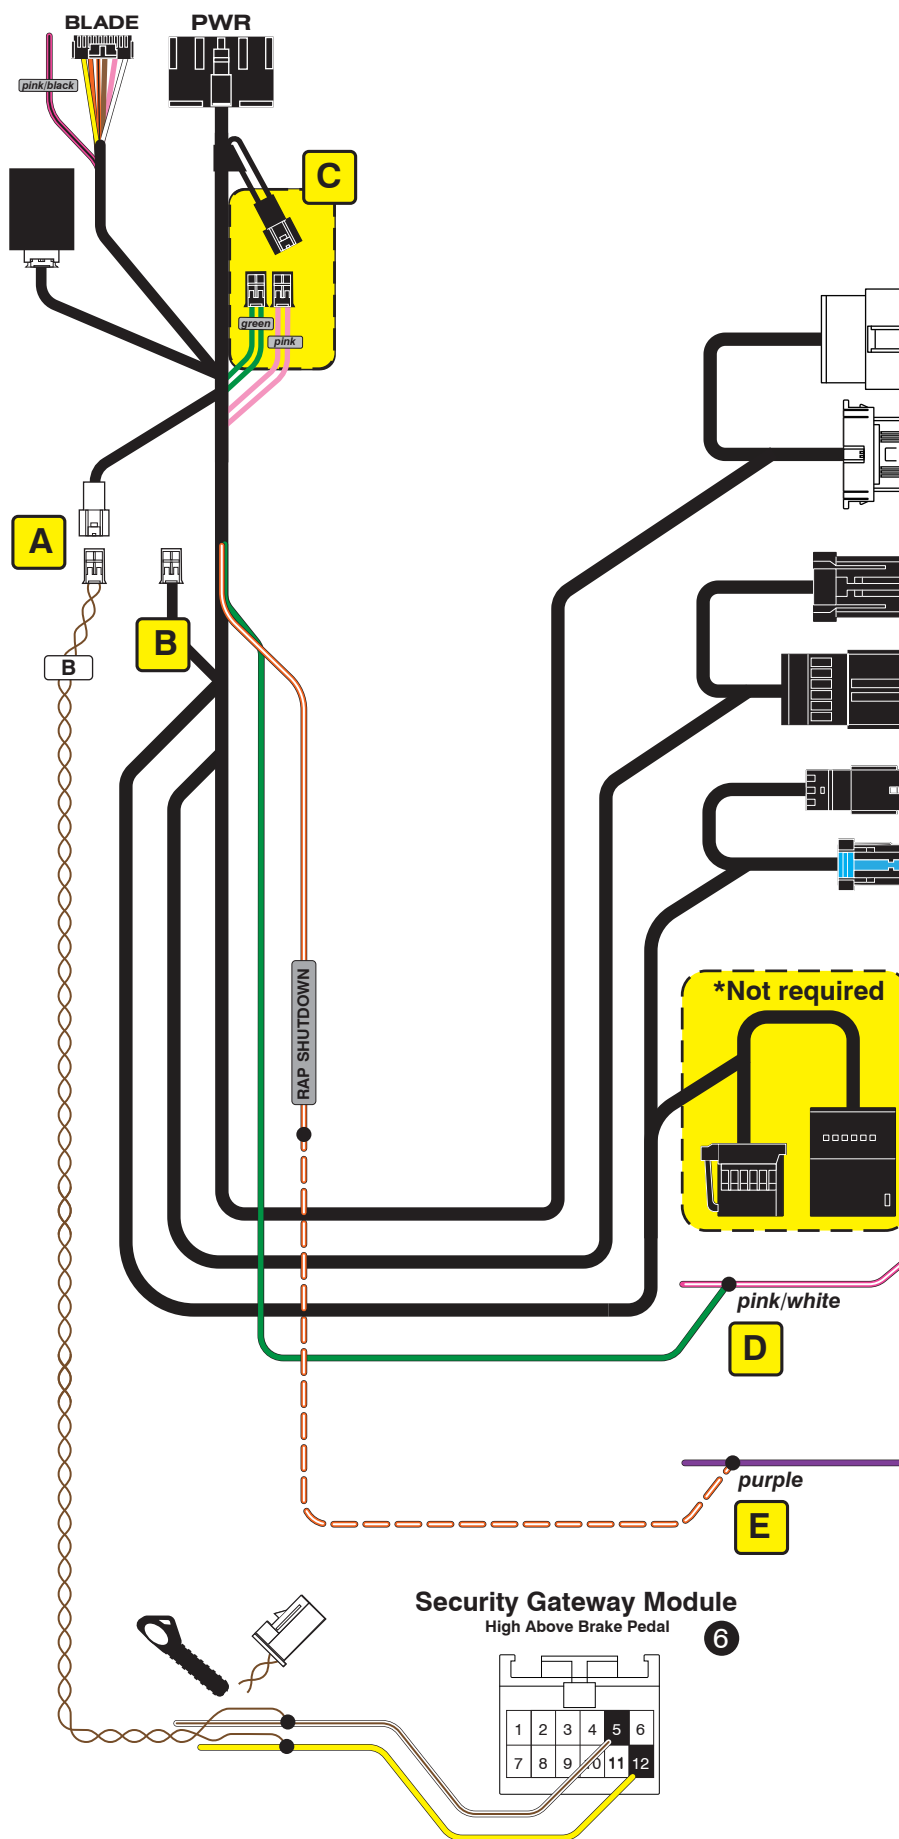 BLADE
PWR
pink/black
C
green
pink
A
B
B
RAP SHUTDOWN
*Not required
pink/white
D
purple
E
Security Gateway Module
High Above Brake Pedal
6
1 2 3 4 5 6
7 8 9 10 11 12